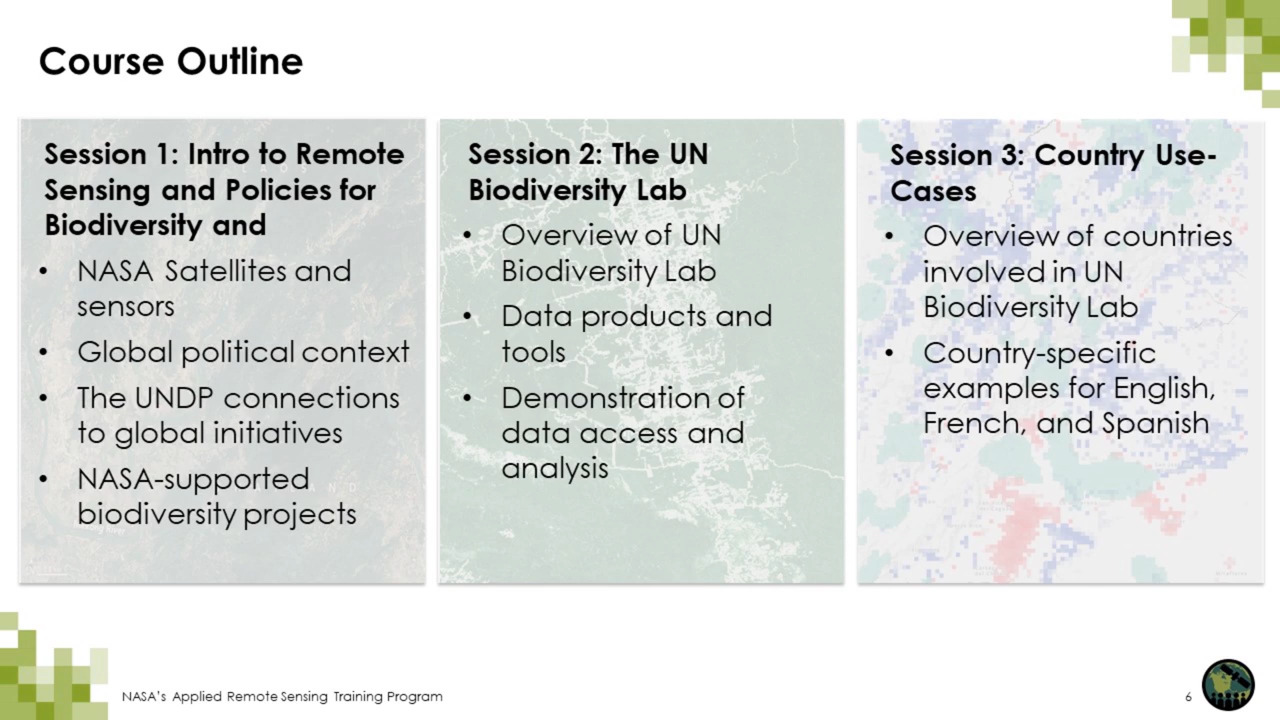 Course Outline
Session 1: Intro to Remote
Sensing and Policies for
Biodiversity and
• NASA Satellites and
sensors
• Global political context
• The UNDP connections
to global initiatives
• NASA-supported
biodiversity projects
Session 2: The UN
Biodiversity Lab
• Overview of UN
Biodiversity Lab
• Data products and
tools
• Demonstration of
data access and
analysis
Session 3: Country Use-
Cases
• Overview of countries
involved in UN
Biodiversity Lab
• Country-specific
examples for English,
French, and Spanish
NASA's Applied Remote Sensing Training Program
6